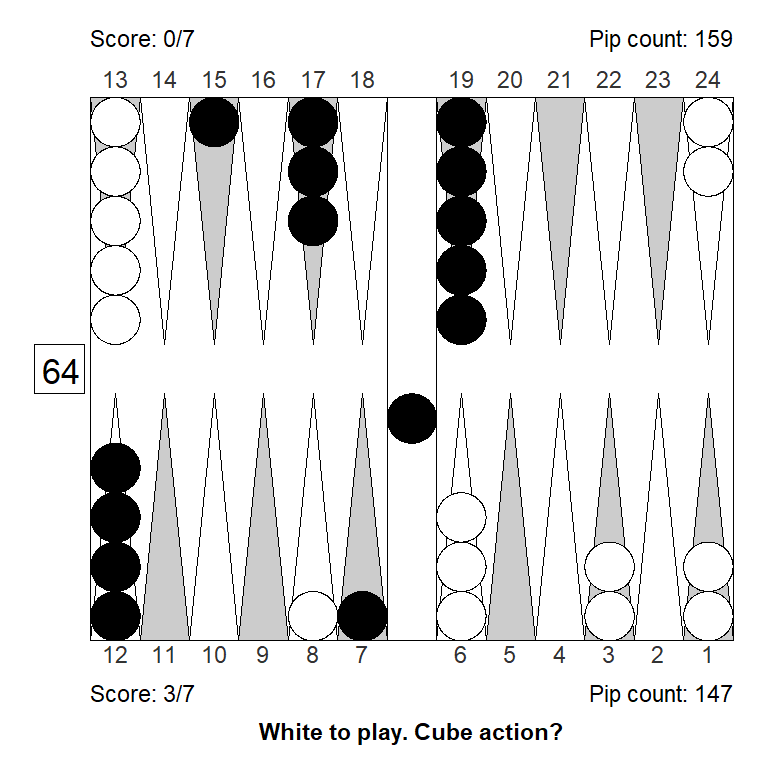 Score: 0/7 Pip count: 159
13 14 15 16 17 18 19 20 21 22 23 24
64
12 11 10 9 8 7 6 5 4 3 2 1
Score: 3/7 Pip count: 147
White to play. Cube action?